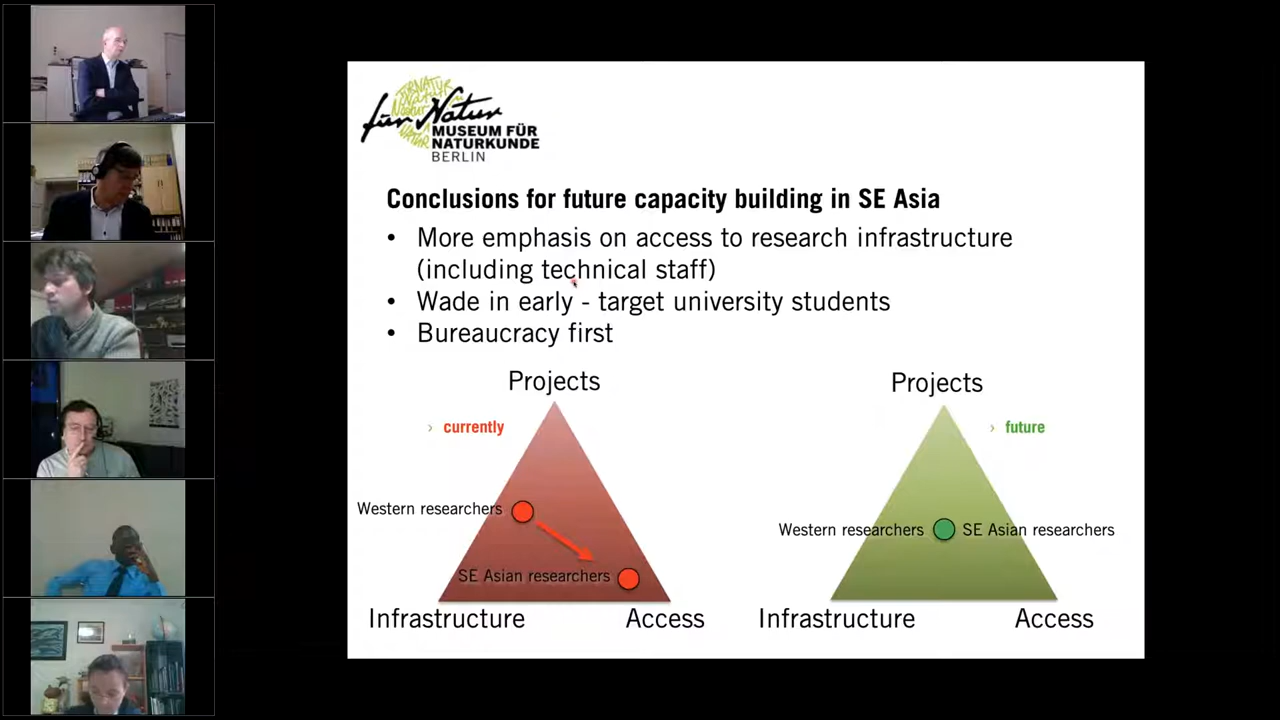 für Natur
MUSEUM FÜR
NATURKUNDE
BERLIN
Conclusions for future capacity building in SE Asia
• More emphasis on access to research infrastructure
(including technical staff)
• Wade in early - target university students
• Bureaucracy first
Projects
› currently
Western researchers
SE Asian researchers
Infrastructure
Access
Projects
› future
Western researchers
SE Asian researchers
Infrastructure
Access